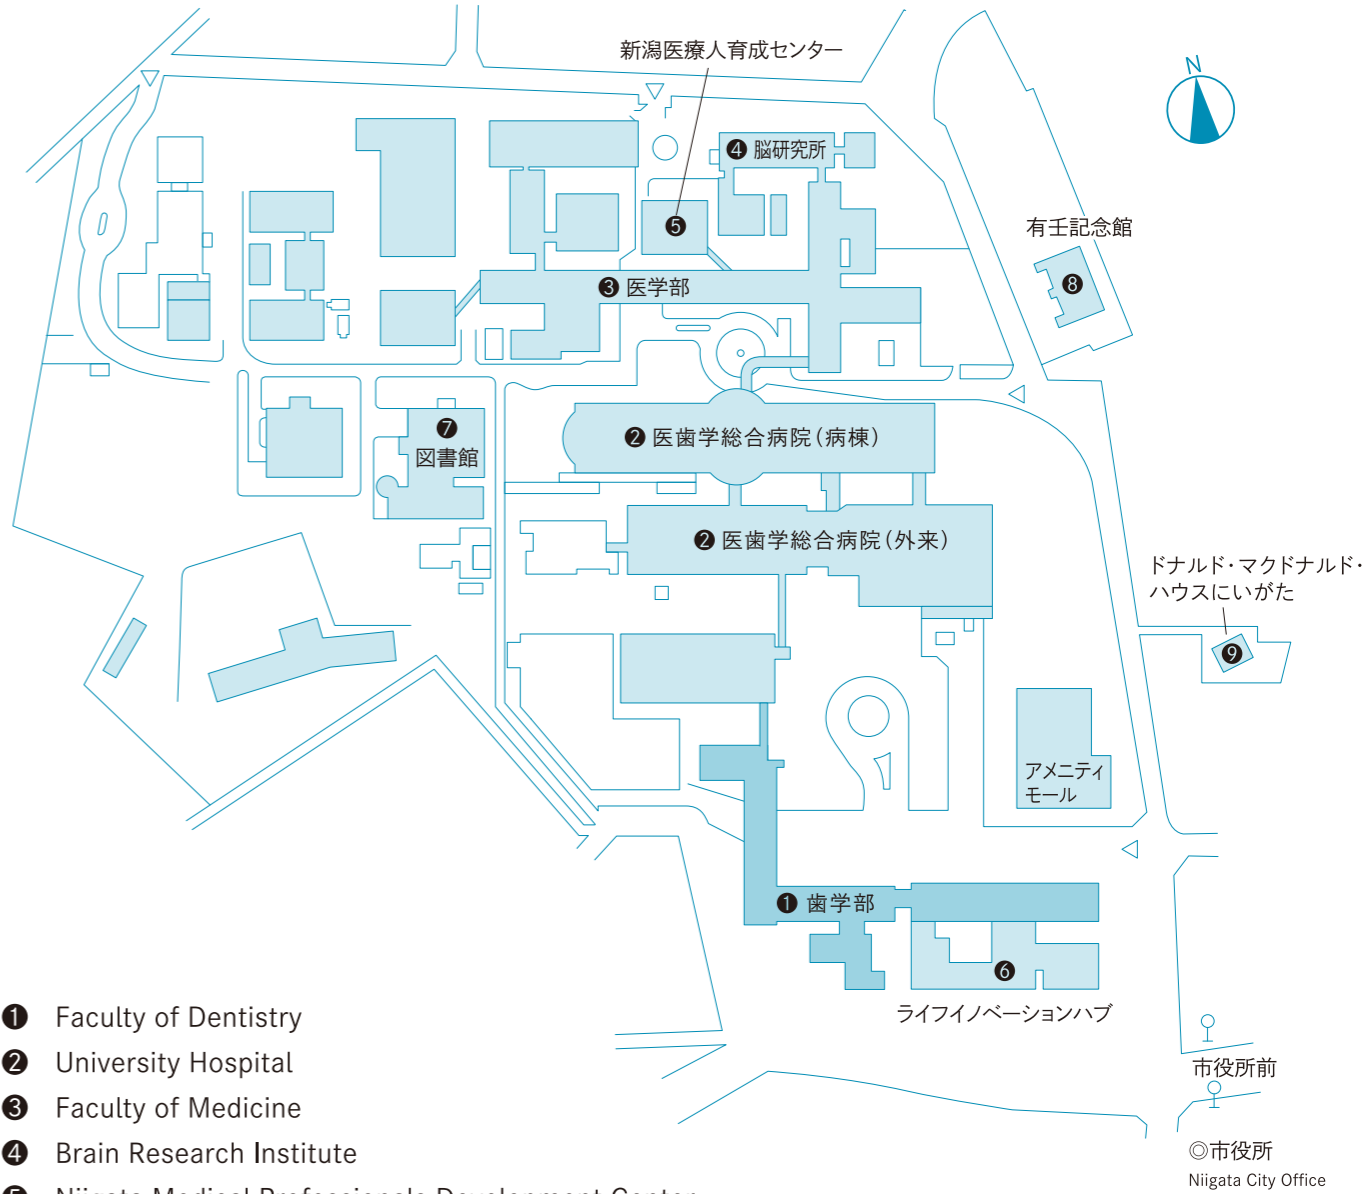 新潟医療人育成センター
N
❹ 脳研究所
❺
有壬記念館
❽
❸ 医学部
❼
図書館
❷ 医歯学総合病院（病棟）
❷ 医歯学総合病院（外来）
ドナルド・マクドナルド・
ハウスにいがた
❾
アメニティ
モール
❶ 歯学部
❻
ライフイノベーションハブ
❶ Faculty of Dentistry
❷ University Hospital
❸ Faculty of Medicine
❹ Brain Research Institute
❺ Niigata Medical Professionals Development Center
市役所前
◎市役所
Niigata City Office